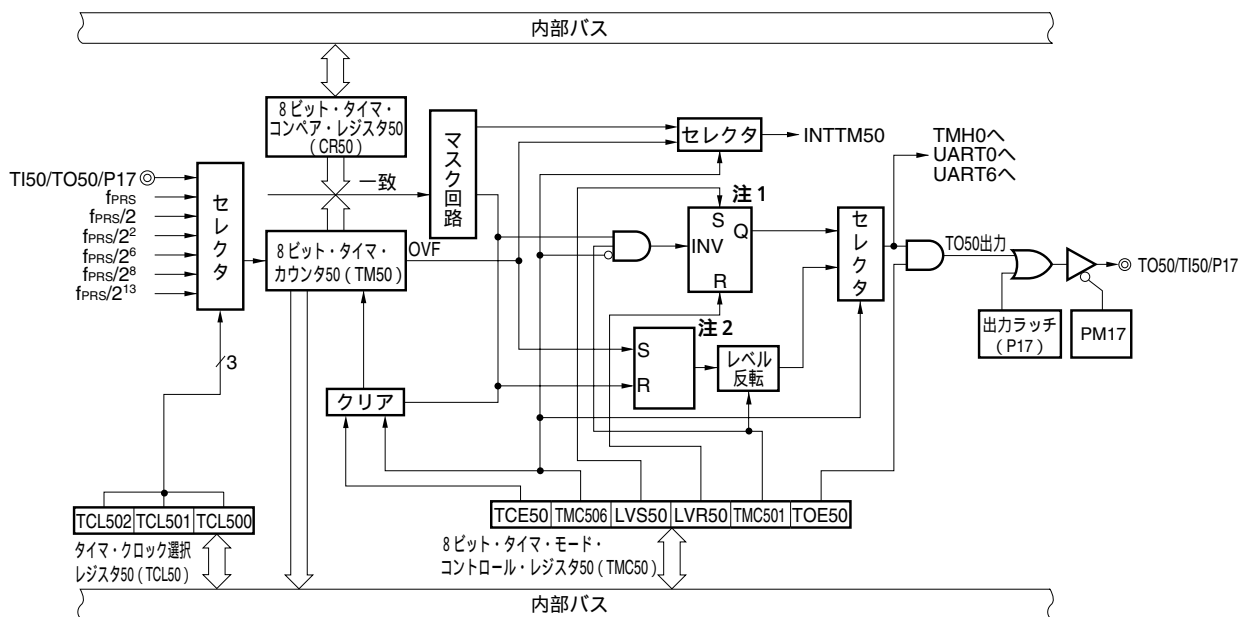 内部バス
8ビット・タイマ・
コンペア・レジスタ50
(CR50)
マスク回路
セレクタ
INTTM50
TMH0へ
UART0へ
UART6へ
TI50/TO50/P17
fPRS
fPRS/2
fPRS/2²
fPRS/2⁶
fPRS/2⁸
fPRS/2¹³
セレクタ
一致
8ビット・タイマ・
カウンタ50(TM50)
OVF
注1
S
INV
Q
R
セレクタ
TO50出力
TO50/TI50/P17
出力ラッチ
(P17)
PM17
注2
S
R
レベル
反転
3
クリア
TCL502 TCL501 TCL500
タイマ・クロック選択
レジスタ50(TCL50)
TCE50 TMC506 LVS50 LVR50 TMC501 TOE50
8ビット・タイマ・モード・
コントロール・レジスタ50(TMC50)
内部バス